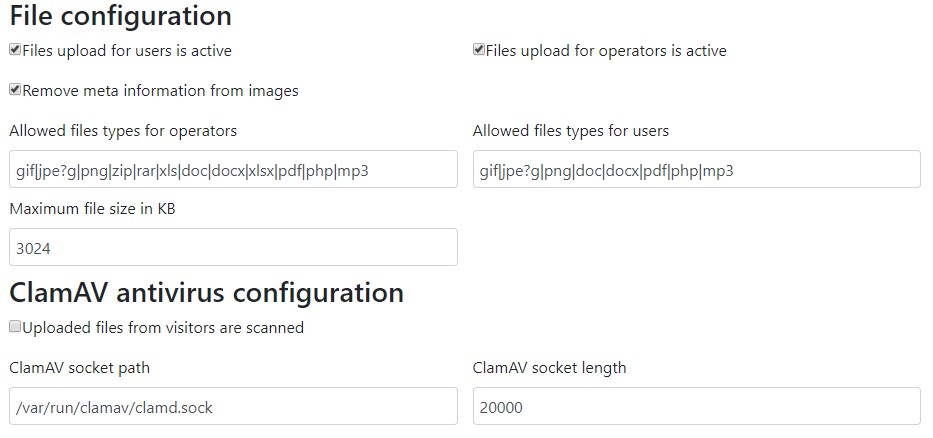 File configuration
Files upload for users is active
Files upload for operators is active
Remove meta information from images
Allowed files types for operators
Allowed files types for users
gif|jpe?g|png|zip|rar|xls|doc|docx|xlsx|pdf|php|mp3
gif|jpe?g|png|doc|docx|pdf|php|mp3
Maximum file size in KB
3024
ClamAV antivirus configuration
Uploaded files from visitors are scanned
ClamAV socket path
ClamAV socket length
/var/run/clamav/clamd.sock
20000